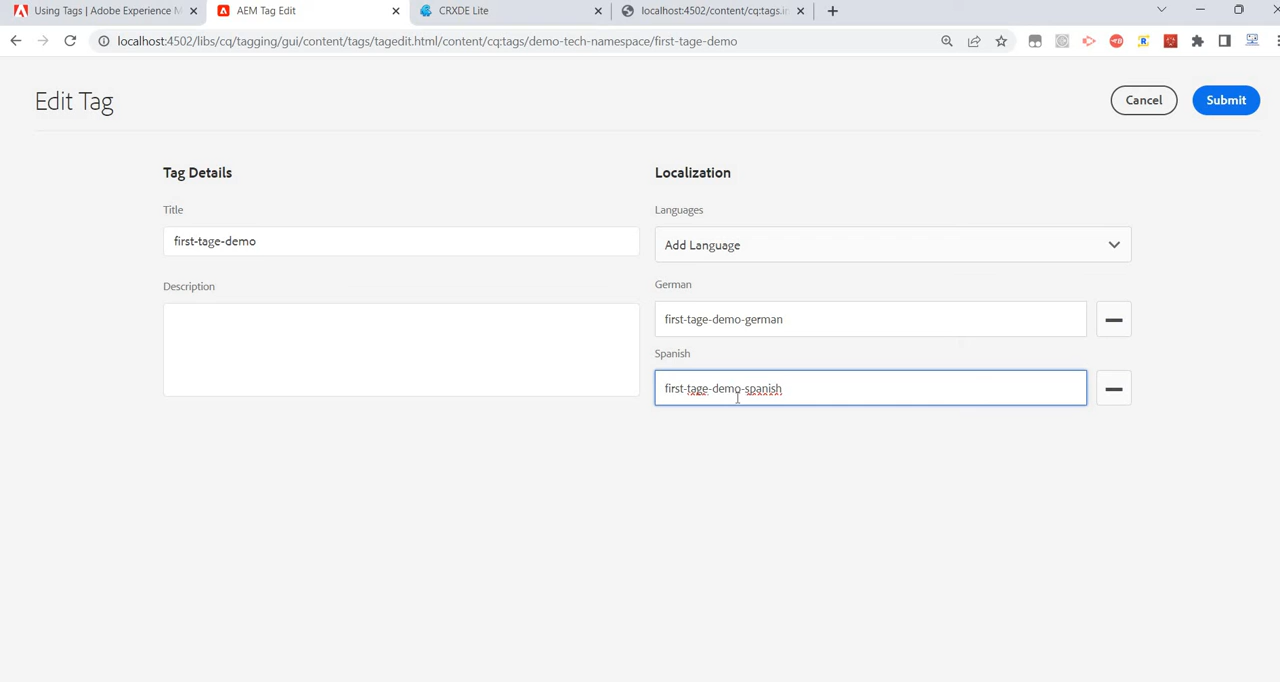 Using Tags | Adobe Experience M
AEM Tag Edit
CRXDE Lite
localhost:4502/content/cq:tags.in
localhost:4502/libs/cq/tagging/gui/content/tags/tagedit.html/content/cq:tags/demo-tech-namespace/first-tage-demo
Edit Tag
Cancel
Submit
Tag Details
Localization
Title
Languages
first-tage-demo
Add Language
Description
German
first-tage-demo-german
Spanish
first-tage-demo-spanish